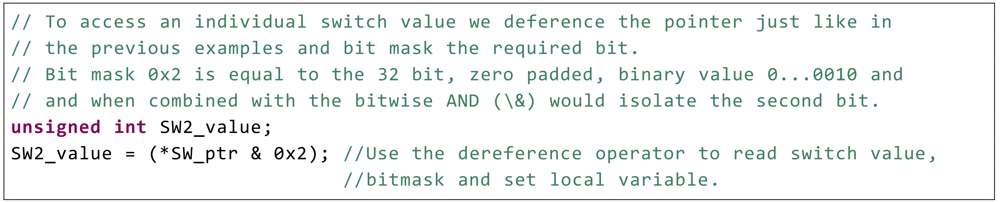 // To access an individual switch value we deference the pointer just like in
// the previous examples and bit mask the required bit.
// Bit mask 0x2 is equal to the 32 bit, zero padded, binary value 0...0010 and
// and when combined with the bitwise AND (\&) would isolate the second bit.
unsigned int SW2_value;
SW2_value = (*SW_ptr & 0x2); //Use the dereference operator to read switch value,
//bitmask and set local variable.